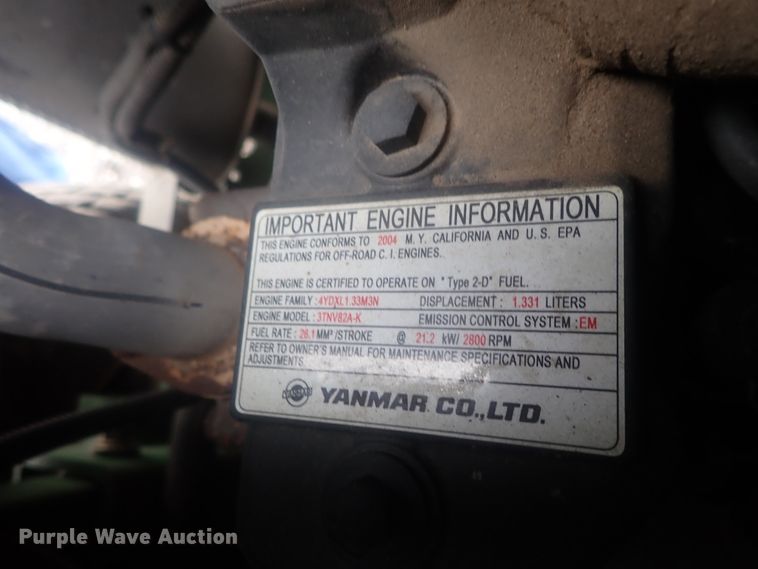 IMPORTANT ENGINE INFORMATION
THIS ENGINE CONFORMS TO 2004 M. Y. CALIFORNIA AND U. S. EPA
REGULATIONS FOR OFF-ROAD C. I. ENGINES.
THIS ENGINE IS CERTIFIED TO OPERATE ON "Type 2-D" FUEL.
ENGINE FAMILY : 4YDXL1.33M3N DISPLACEMENT : 1.331 LITERS
ENGINE MODEL : 3TNV82A-K EMISSION CONTROL SYSTEM : EM
FUEL RATE : 26.1 MM³/STROKE @ 21.2 kW/ 2800 RPM
REFER TO OWNER'S MANUAL FOR MAINTENANCE SPECIFICATIONS AND
ADJUSTMENTS
YANMAR CO.,LTD.
Purple Wave Auction